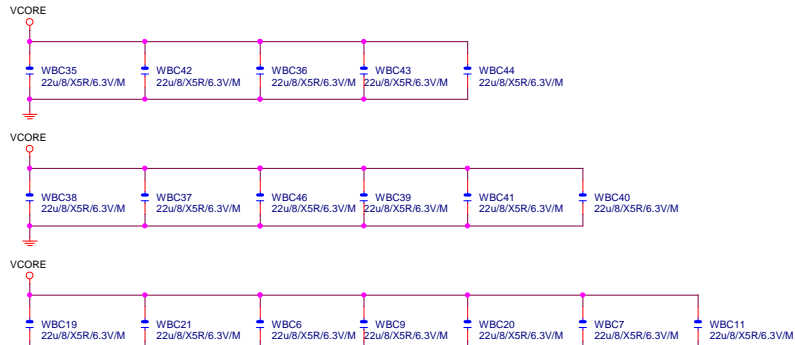 VCORE
WBC35 WBC42 WBC36 WBC43 WBC44
22u/8/X5R/6.3V/M 22u/8/X5R/6.3V/M 22u/8/X5R/6.3V/M 22u/8/X5R/6.3V/M 22u/8/X5R/6.3V/M
VCORE
WBC38 WBC37 WBC46 WBC39 WBC41 WBC40
22u/8/X5R/6.3V/M 22u/8/X5R/6.3V/M 22u/8/X5R/6.3V/M 22u/8/X5R/6.3V/M 22u/8/X5R/6.3V/M 22u/8/X5R/6.3V/M
VCORE
WBC19 WBC21 WBC6 WBC9 WBC20 WBC7 WBC11
22u/8/X5R/6.3V/M 22u/8/X5R/6.3V/M 22u/8/X5R/6.3V/M 22u/8/X5R/6.3V/M 22u/8/X5R/6.3V/M 22u/8/X5R/6.3V/M 22u/8/X5R/6.3V/M